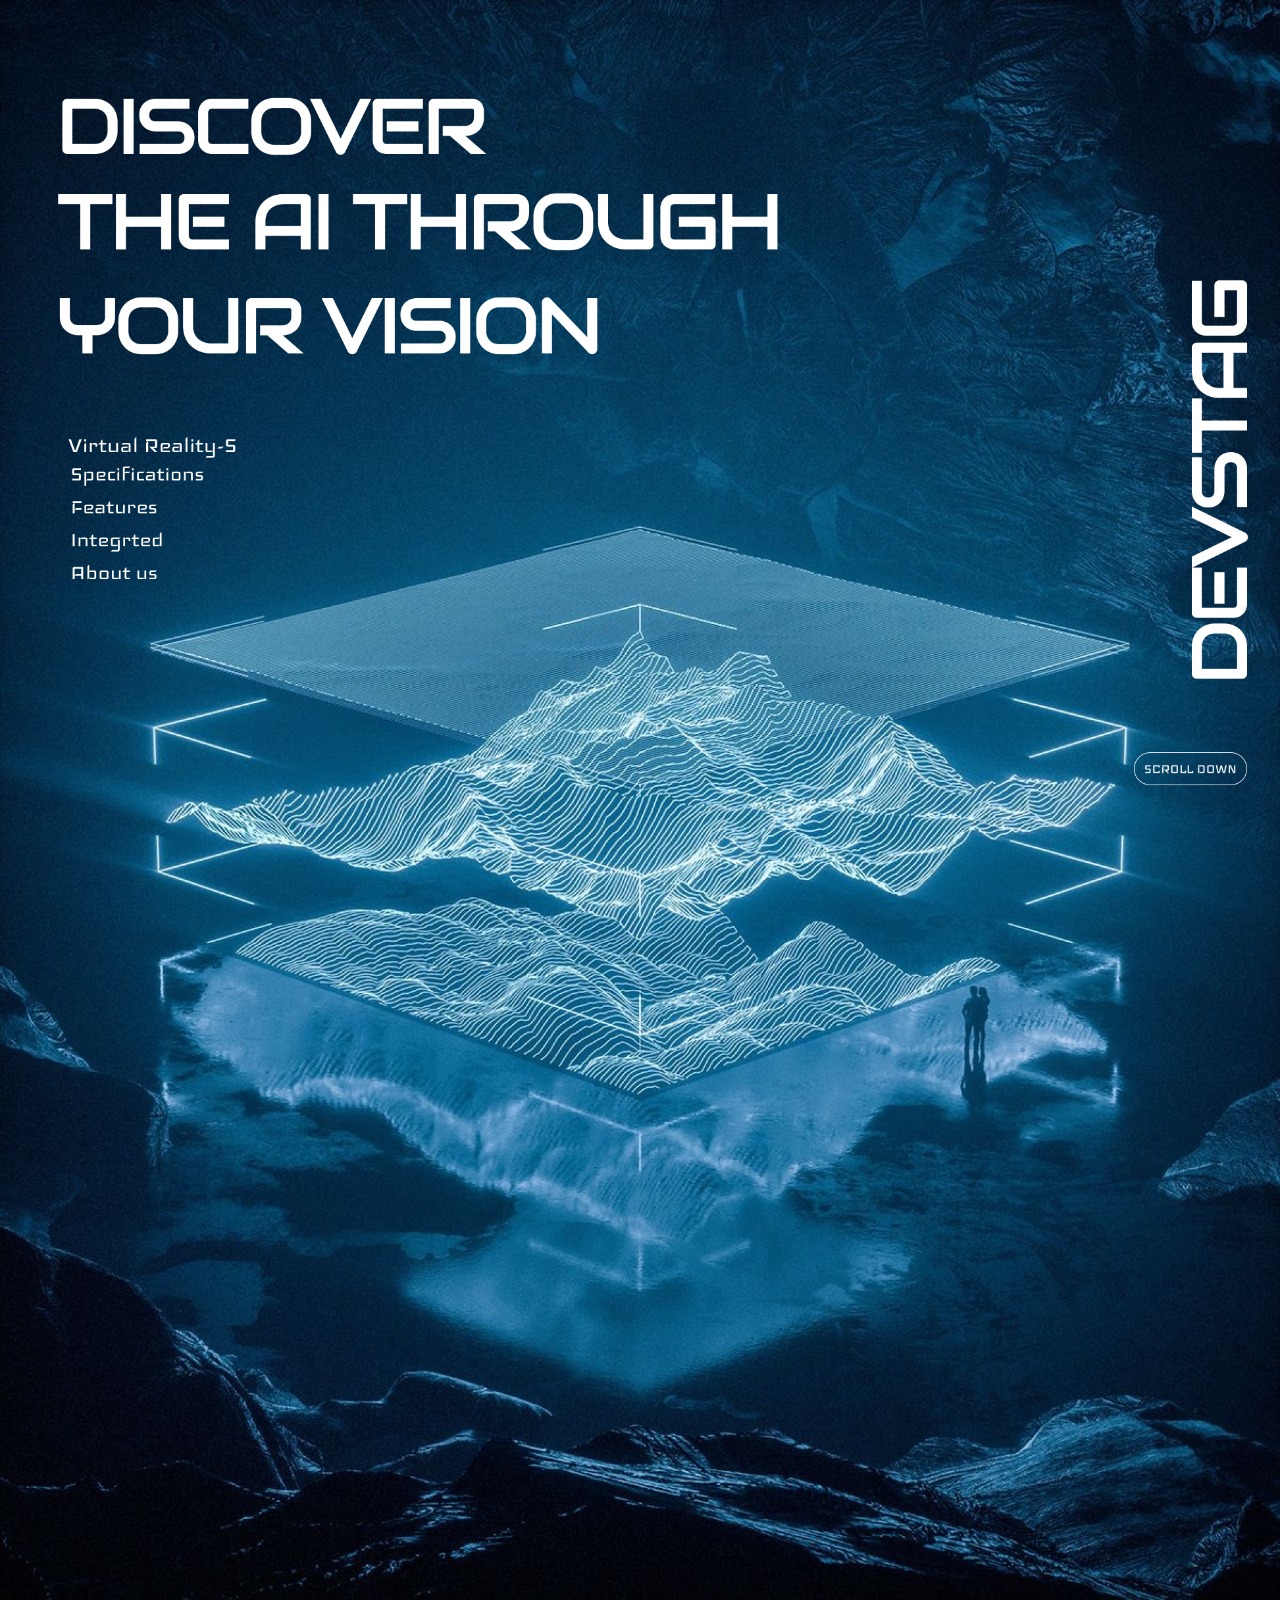 DISCOVER
THE AI THROUGH
YOUR VISION
Virtual Reality-5
Specifications
Features
Integrted
About us
DEVSTAG
SCROLL DOWN